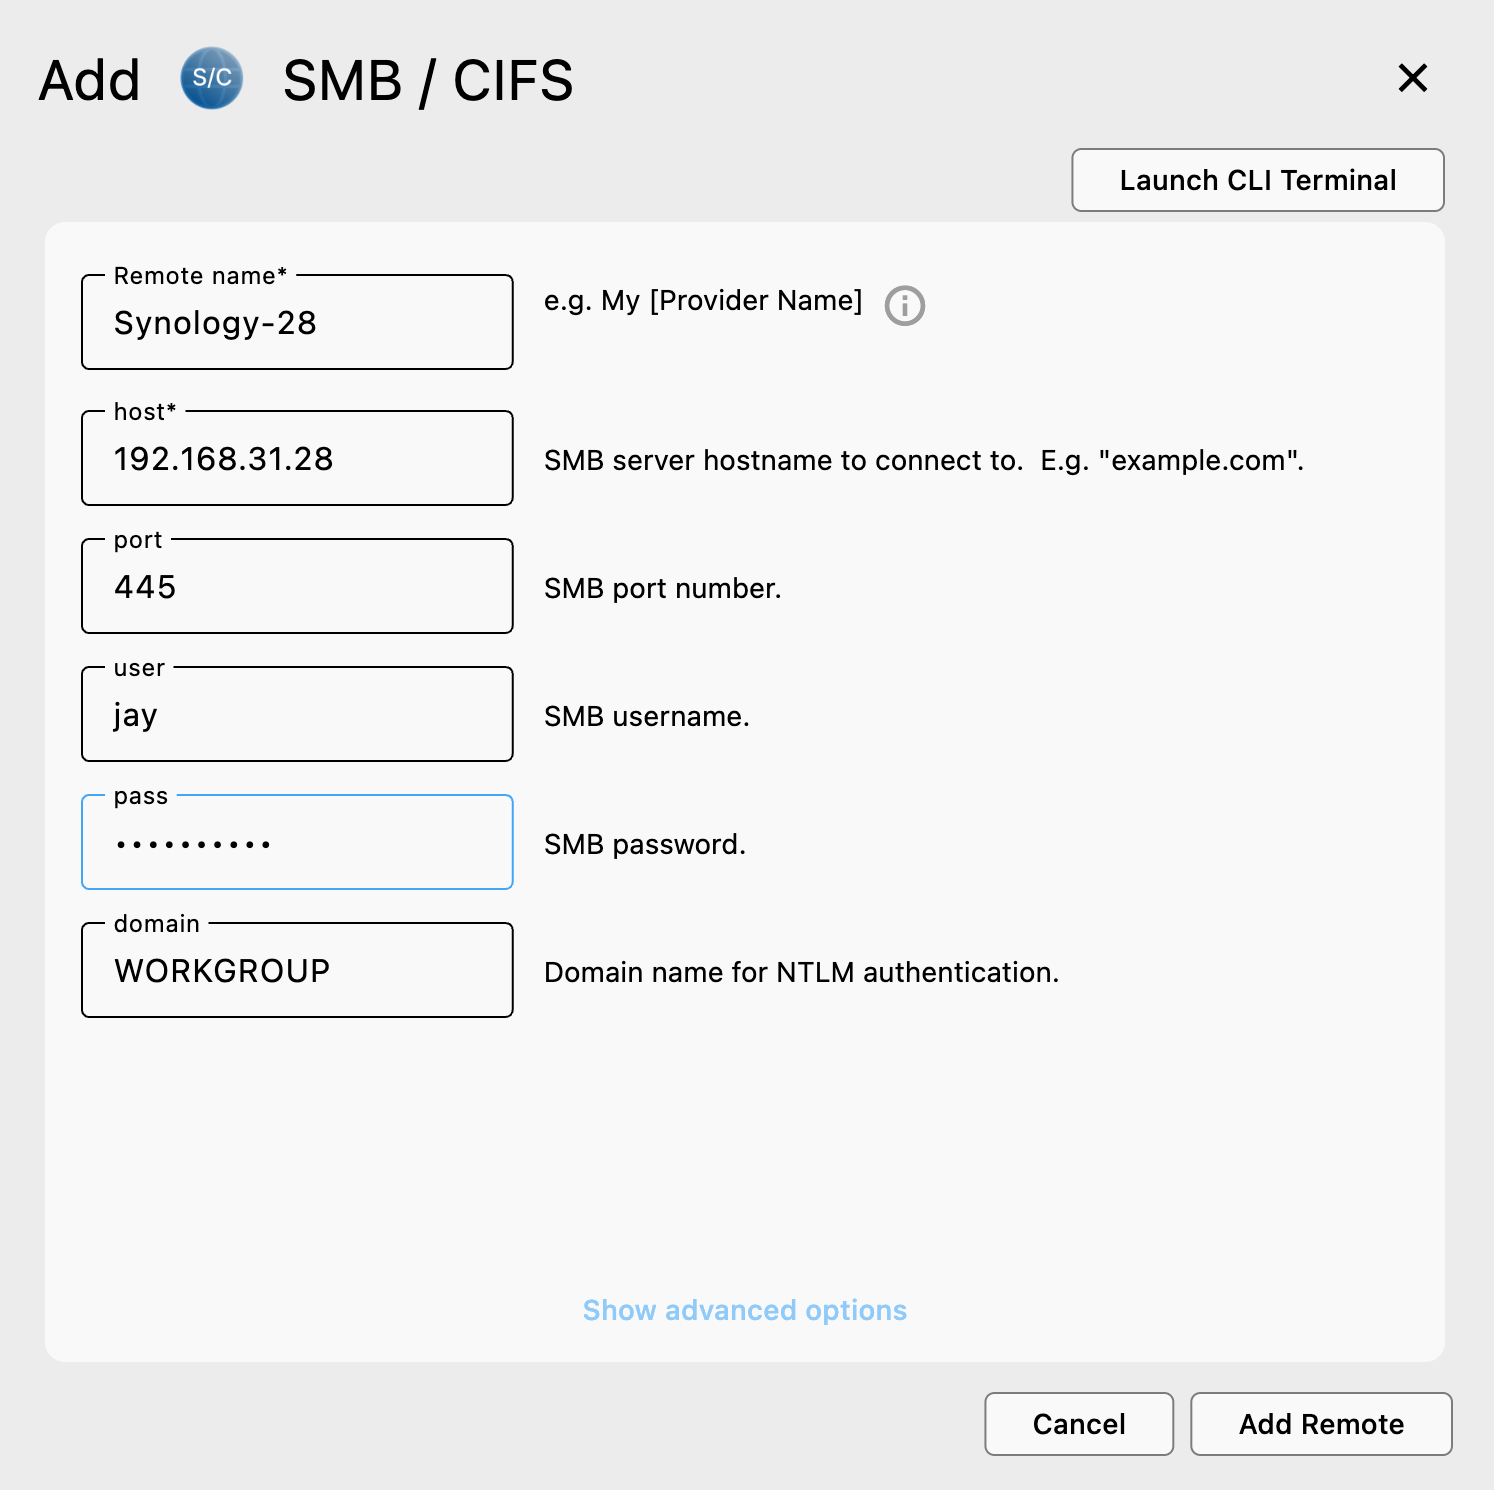 Add S/C SMB / CIFS
Launch CLI Terminal
Remote name*
Synology-28
e.g. My [Provider Name]
host*
192.168.31.28
SMB server hostname to connect to.  E.g. "example.com".
port
445
SMB port number.
user
jay
SMB username.
pass
••••••••••
SMB password.
domain
WORKGROUP
Domain name for NTLM authentication.
Show advanced options
Cancel
Add Remote